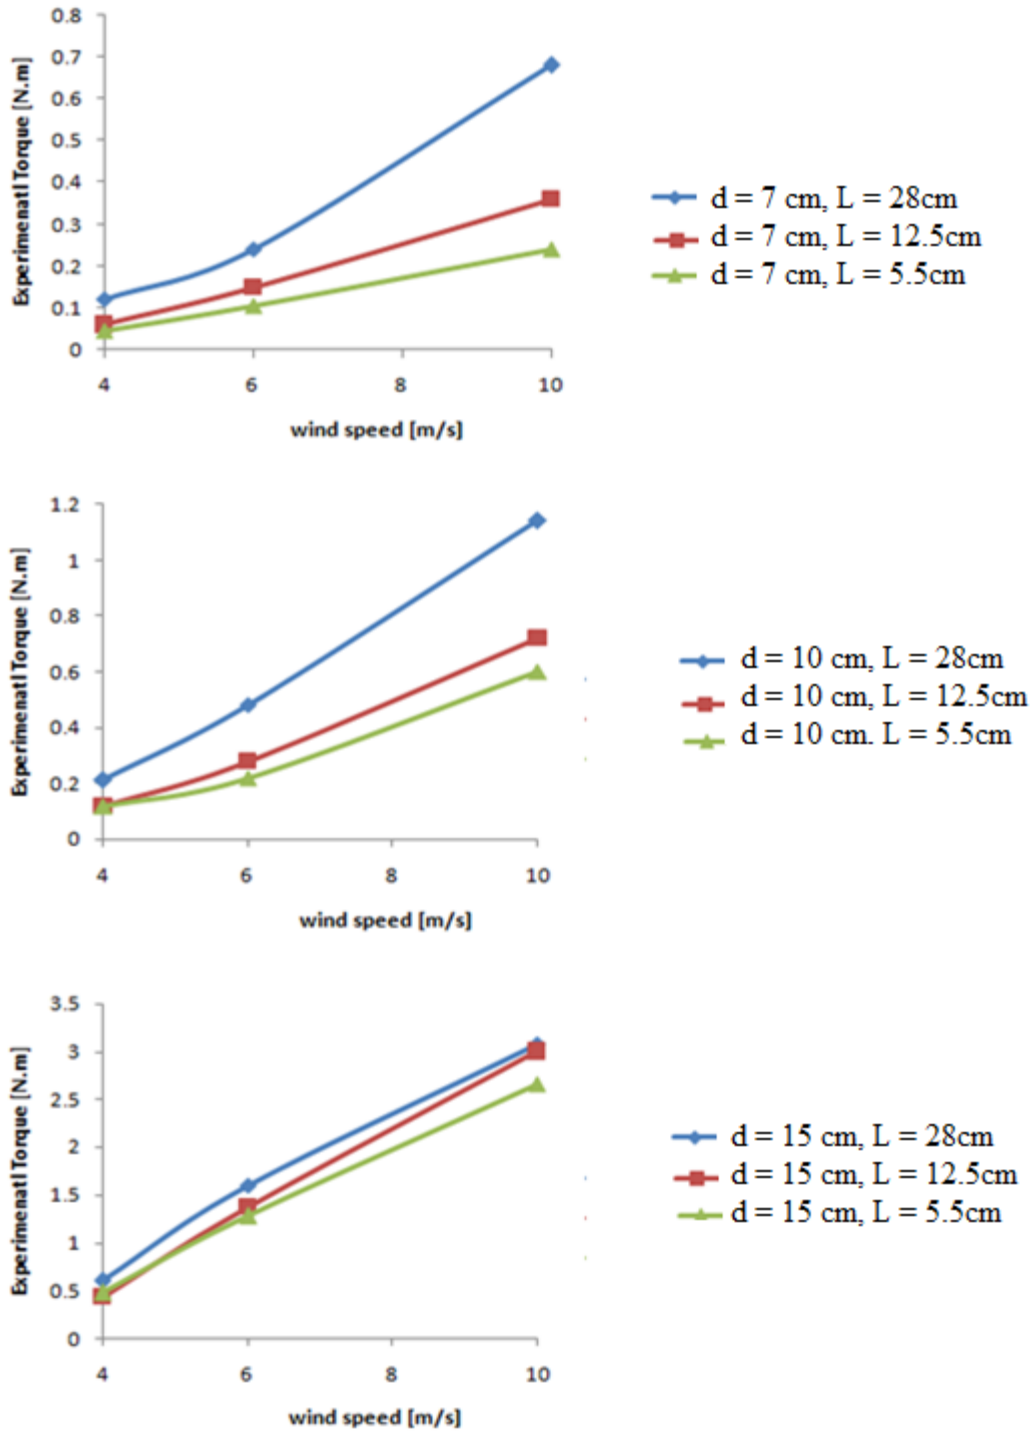 0.8
0.7
0.6
0.5
0.4
0.3
0.2
0.1
0
4 6 8 10
Experimenatl Torque [N.m]
wind speed [m/s]
d = 7 cm, L = 28cm
d = 7 cm, L = 12.5cm
d = 7 cm, L = 5.5cm
1.2
1
0.8
0.6
0.4
0.2
0
4 6 8 10
Experimenatl Torque [N.m]
wind speed [m/s]
d = 10 cm, L = 28cm
d = 10 cm, L = 12.5cm
d = 10 cm. L = 5.5cm
3.5
3
2.5
2
1.5
1
0.5
0
4 6 8 10
Experimenatl Torque [N.m]
wind speed [m/s]
d = 15 cm, L = 28cm
d = 15 cm, L = 12.5cm
d = 15 cm, L = 5.5cm